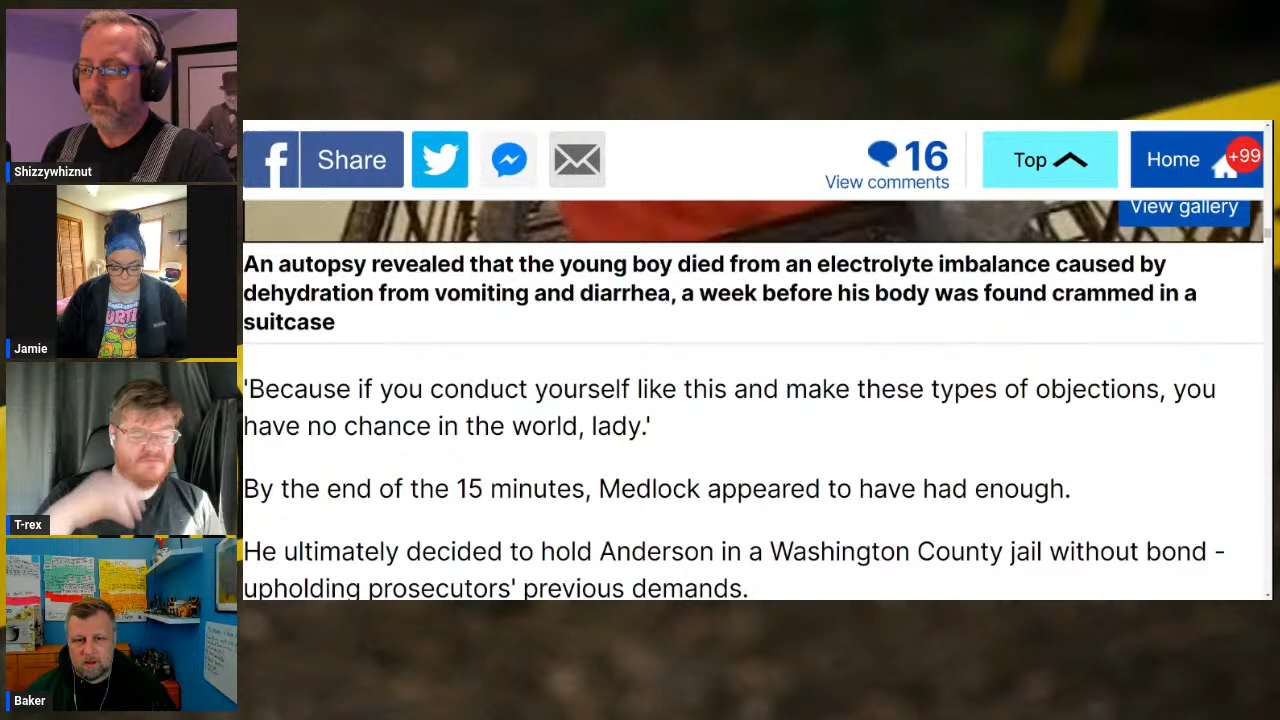 Shizzywhiznut
Jamie
T-rex
Baker
Share
16
View comments
Top
Home
+99
View gallery
An autopsy revealed that the young boy died from an electrolyte imbalance caused by
dehydration from vomiting and diarrhea, a week before his body was found crammed in a
suitcase
'Because if you conduct yourself like this and make these types of objections, you
have no chance in the world, lady.'
By the end of the 15 minutes, Medlock appeared to have had enough.
He ultimately decided to hold Anderson in a Washington County jail without bond -
upholding prosecutors' previous demands.